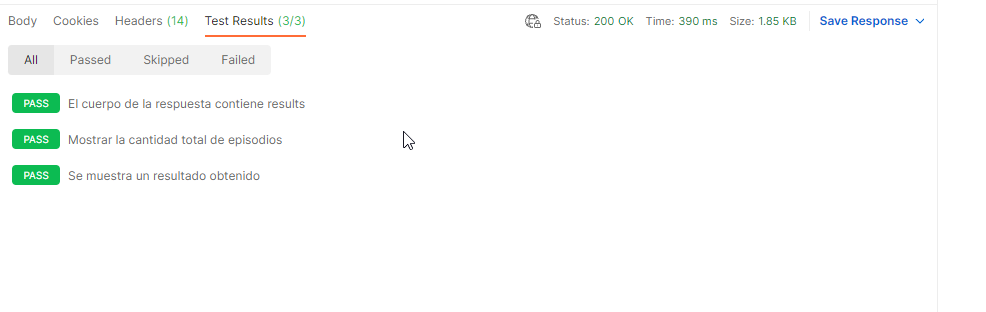 Body Cookies Headers (14) Test Results (3/3) Status: 200 OK Time: 390 ms Size: 1.85 KB Save Response
All Passed Skipped Failed
PASS El cuerpo de la respuesta contiene results
PASS Mostrar la cantidad total de episodios
PASS Se muestra un resultado obtenido